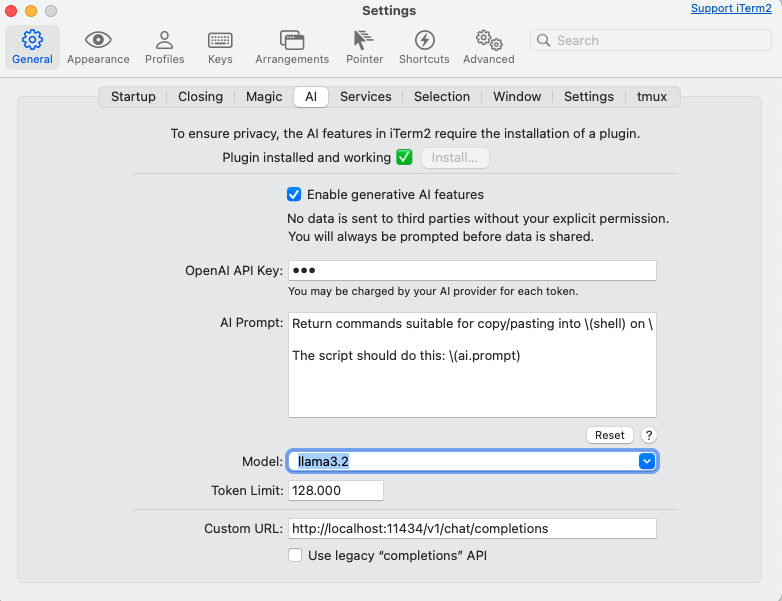 Settings
Support iTerm2
General
Appearance
Profiles
Keys
Arrangements
Pointer
Shortcuts
Advanced
Search
Startup
Closing
Magic
AI
Services
Selection
Window
Settings
tmux
To ensure privacy, the AI features in iTerm2 require the installation of a plugin.
Plugin installed and working ✅ Install...
Enable generative AI features
No data is sent to third parties without your explicit permission.
You will always be prompted before data is shared.
OpenAI API Key: •••
You may be charged by your AI provider for each token.
AI Prompt: Return commands suitable for copy/pasting into \(shell) on \
The script should do this: \(ai.prompt)
Reset ?
Model: llama3.2
Token Limit: 128.000
Custom URL: http://localhost:11434/v1/chat/completions
Use legacy “completions” API